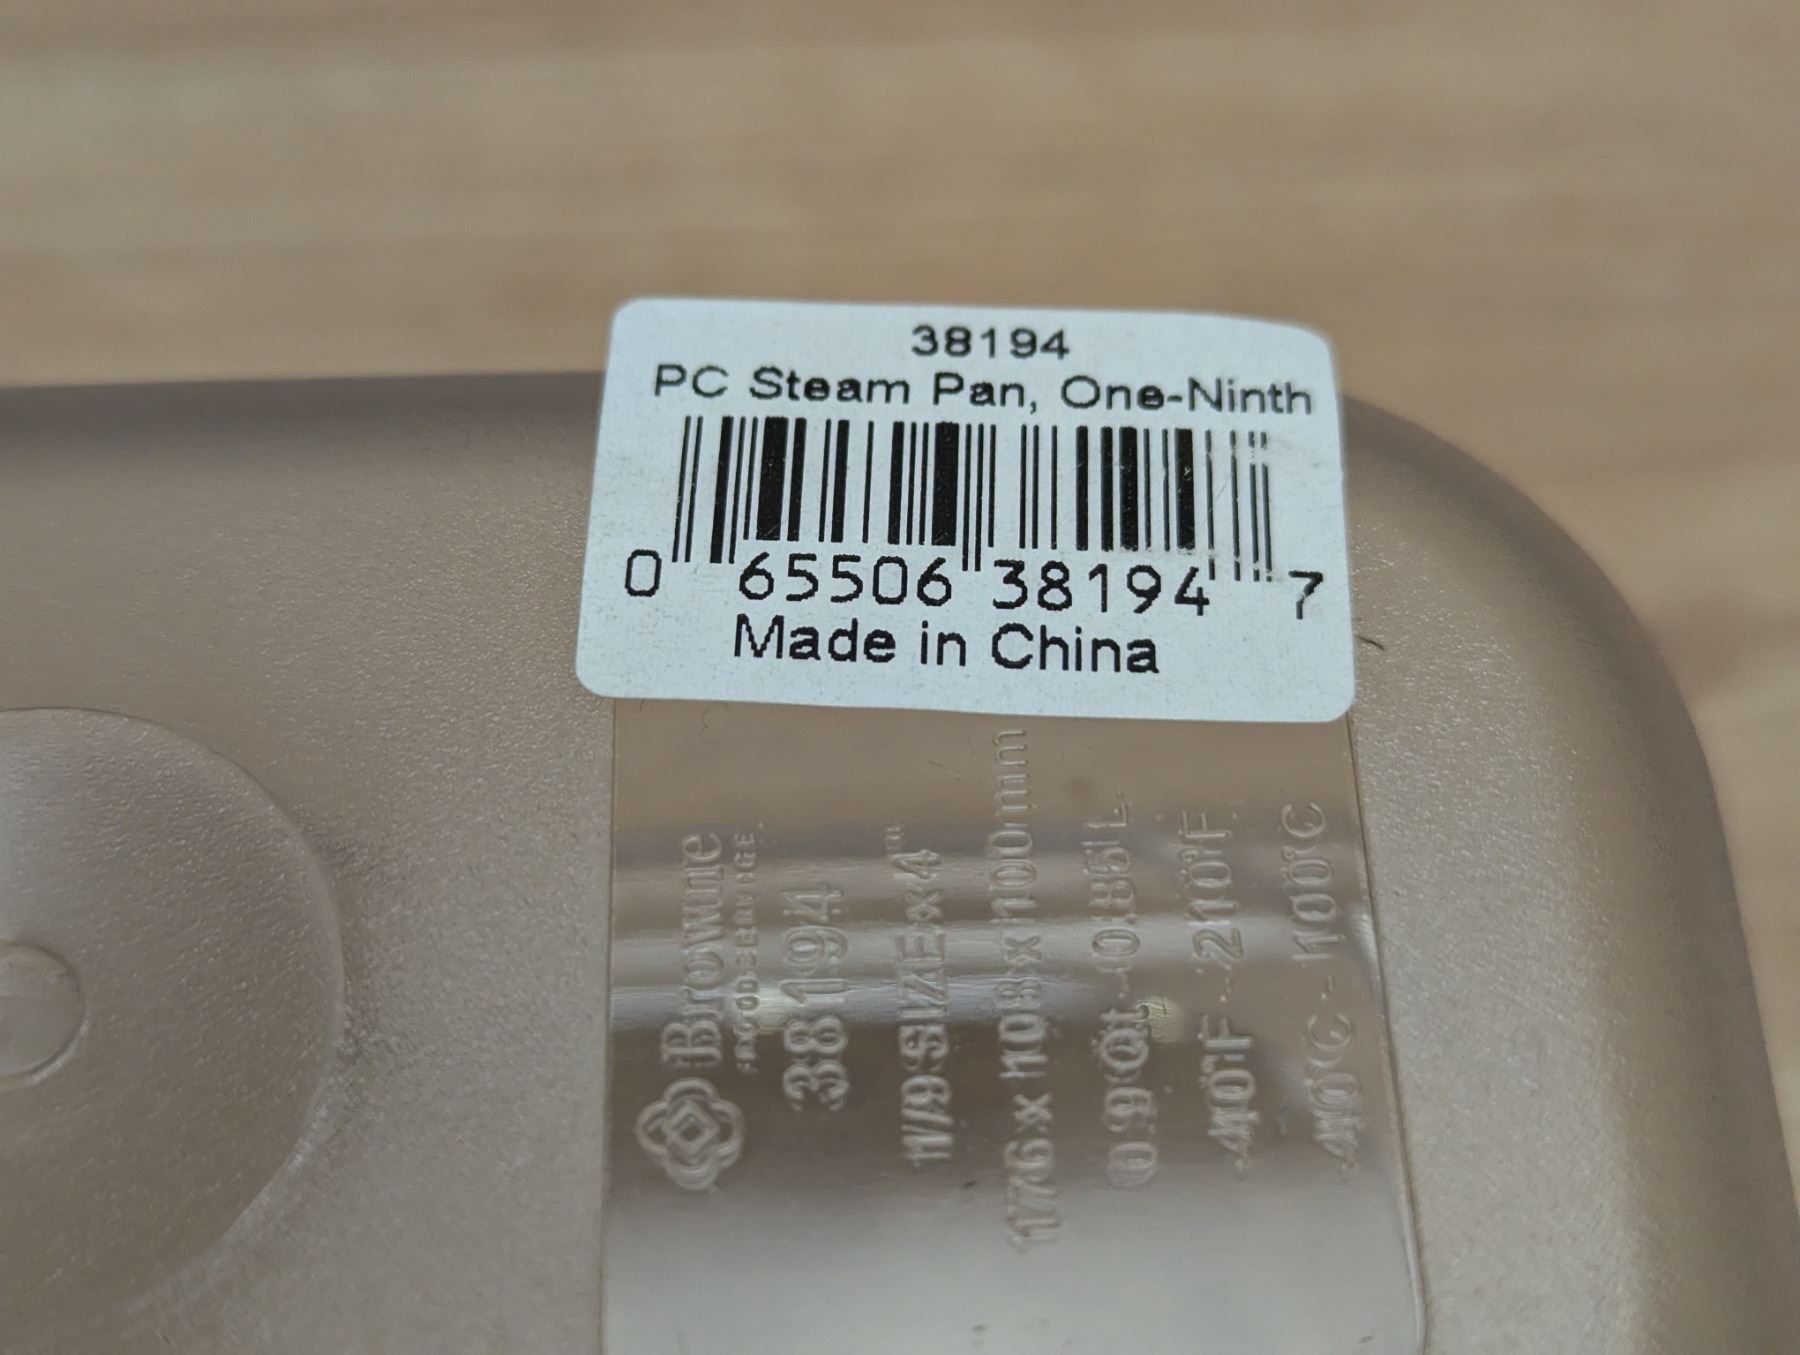 38194
PC Steam Pan, One-Ninth
0 65506 38194 7
Made in China
Browne
FOODSERVICE
38194
1/9 SIZE x 4"
176 x 108 x 100mm
0.9 Qt - 0.85 L.
-40°F - 210°F
-40°C - 100°C